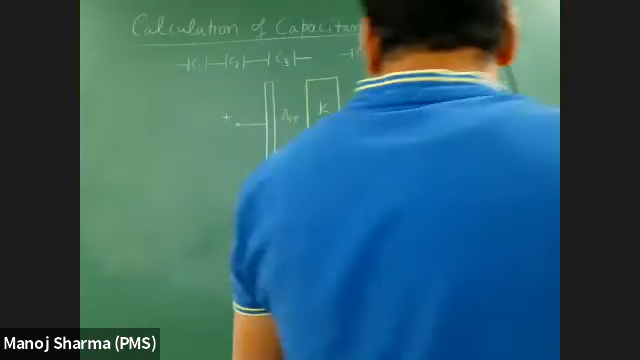 Calculation of Capacitan
C1 C2 C3
+ Air K
Manoj Sharma (PMS)